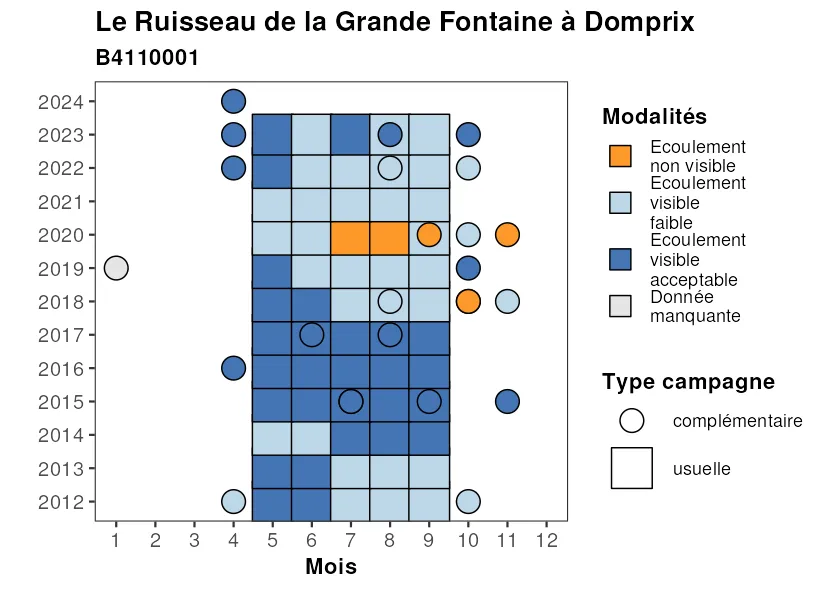 Le Ruisseau de la Grande Fontaine à Domprix
B4110001
2024
2023
2022
2021
2020
2019
2018
2017
2016
2015
2014
2013
2012
1 2 3 4 5 6 7 8 9 10 11 12
Mois
Modalités
Ecoulement
non visible
Ecoulement
visible
faible
Ecoulement
visible
acceptable
Donnée
manquante
Type campagne
complémentaire
usuelle